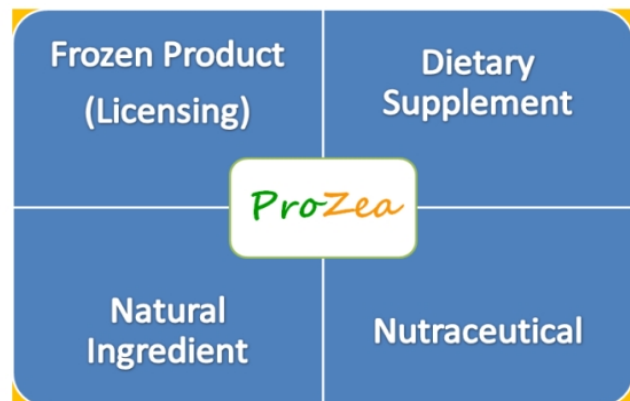 Frozen Product
(Licensing)
Dietary
Supplement
ProZea
Natural
Ingredient
Nutraceutical